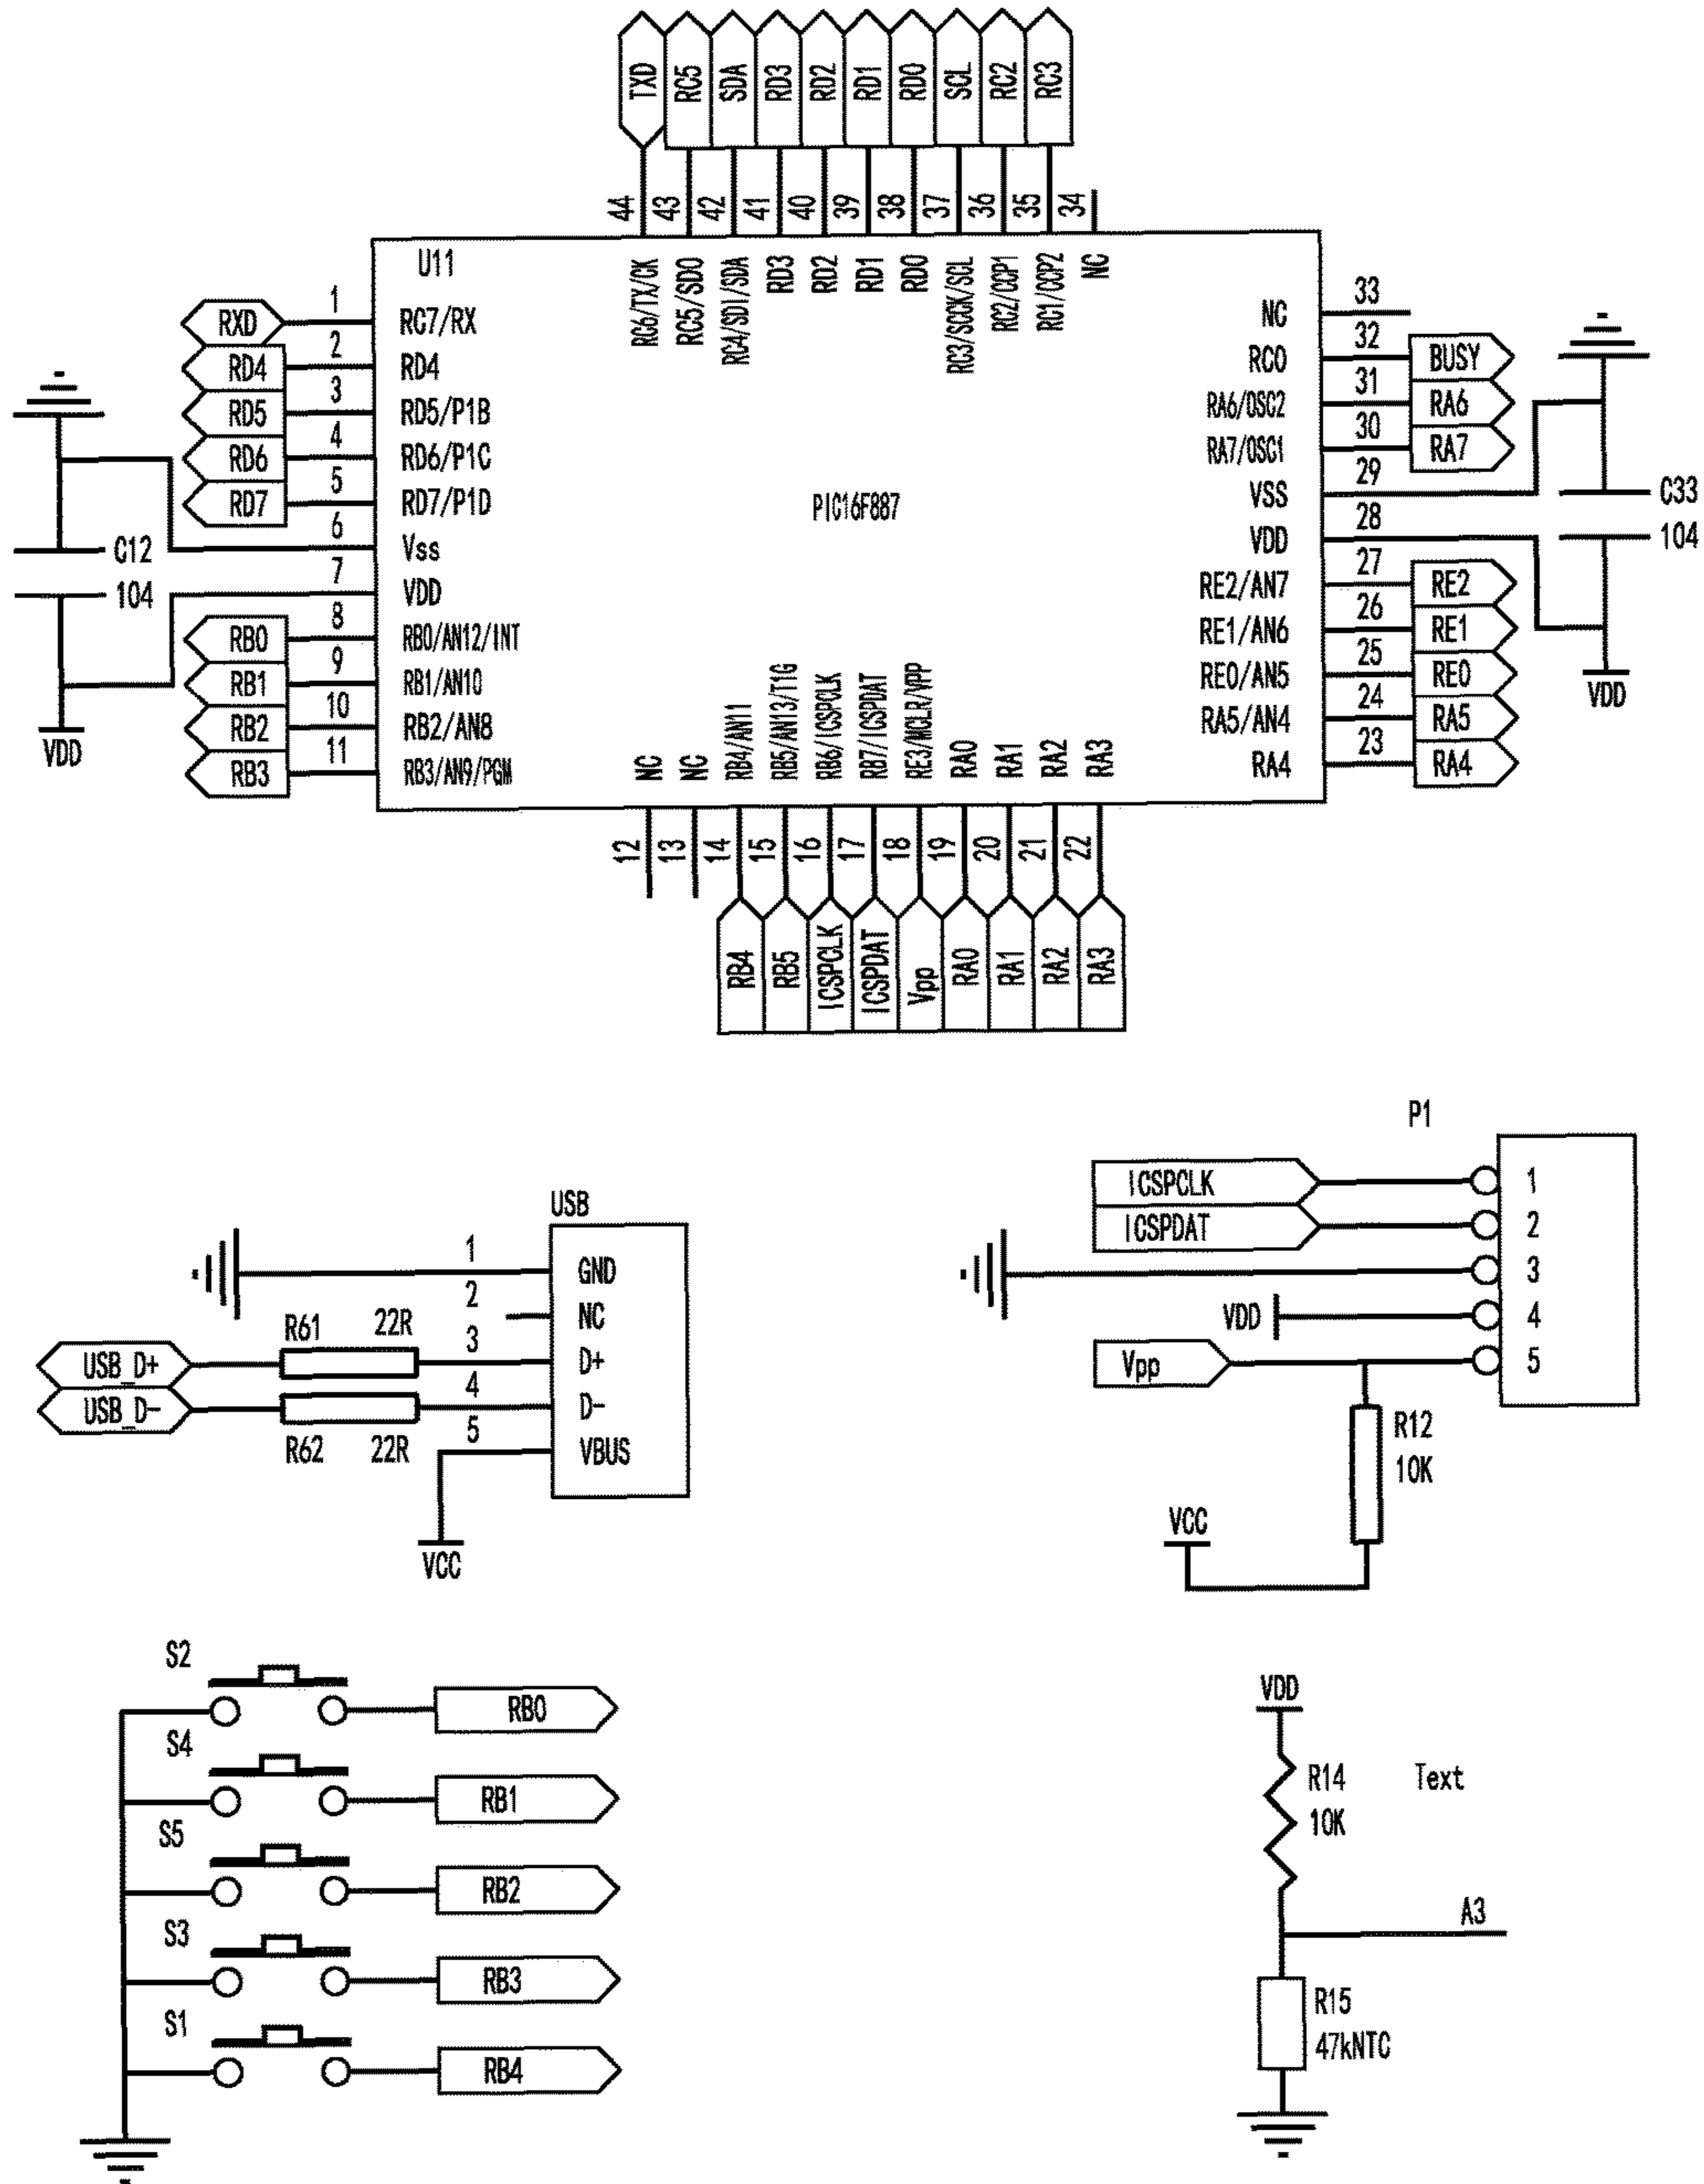 TXD
RC5
SDA
RD3
RD2
RD1
RD0
SCL
RC2
RC3
44
43
42
41
40
39
38
37
36
35
34
U11
RC6/TX/CK
RC5/SD0
RC4/SDI/SDA
RD3
RD2
RD1
RD0
RC3/SCCK/SCL
RC2/CCP1
RC1/CCP2
NC
RXD 1 RC7/RX
RD4 2 RD4
RD5 3 RD5/P1B
RD6 4 RD6/P1C
RD7 5 RD7/P1D
6 Vss
7 VDD
RB0 8 RB0/AN12/INT
RB1 9 RB1/AN10
RB2 10 RB2/AN8
RB3 11 RB3/AN9/PGM
C12
104
VDD
PIC16F887
NC 33
RC0 32 BUSY
RA6/OSC2 31 RA6
RA7/OSC1 30 RA7
VSS 29
VDD 28
RE2/AN7 27 RE2
RE1/AN6 26 RE1
RE0/AN5 25 RE0
RA5/AN4 24 RA5
RA4 23 RA4
C33
104
VDD
NC
NC
RB4/AN11
RB5/AN13/T1G
RB6/ICSPCLK
RB7/ICSPDAT
RE3/MCLR/VPP
RA0
RA1
RA2
RA3
12
13
14
15
16
17
18
19
20
21
22
RB4
RB5
ICSPCLK
ICSPDAT
Vpp
RA0
RA1
RA2
RA3
USB
1 GND
2 NC
USB_D+ R61 22R 3 D+
USB_D- R62 22R 4 D-
5 VBUS
VCC
P1
ICSPCLK 1
ICSPDAT 2
3
VDD 4
Vpp 5
R12
10K
VCC
S2 RB0
S4 RB1
S5 RB2
S3 RB3
S1 RB4
VDD
R14 Text
10K
A3
R15
47kNTC